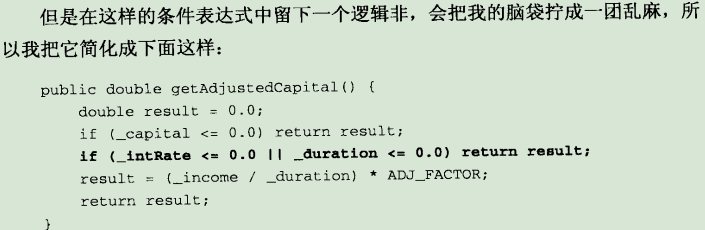 但是在这样的条件表达式中留下一个逻辑非，会把我的脑袋拧成一团乱麻，所
以我把它简化成下面这样：
public double getAdjustedCapital() {
double result = 0.0;
if (_capital <= 0.0) return result;
if (_intRate <= 0.0 || _duration <= 0.0) return result;
result = (_income / _duration) * ADJ_FACTOR;
return result;
}